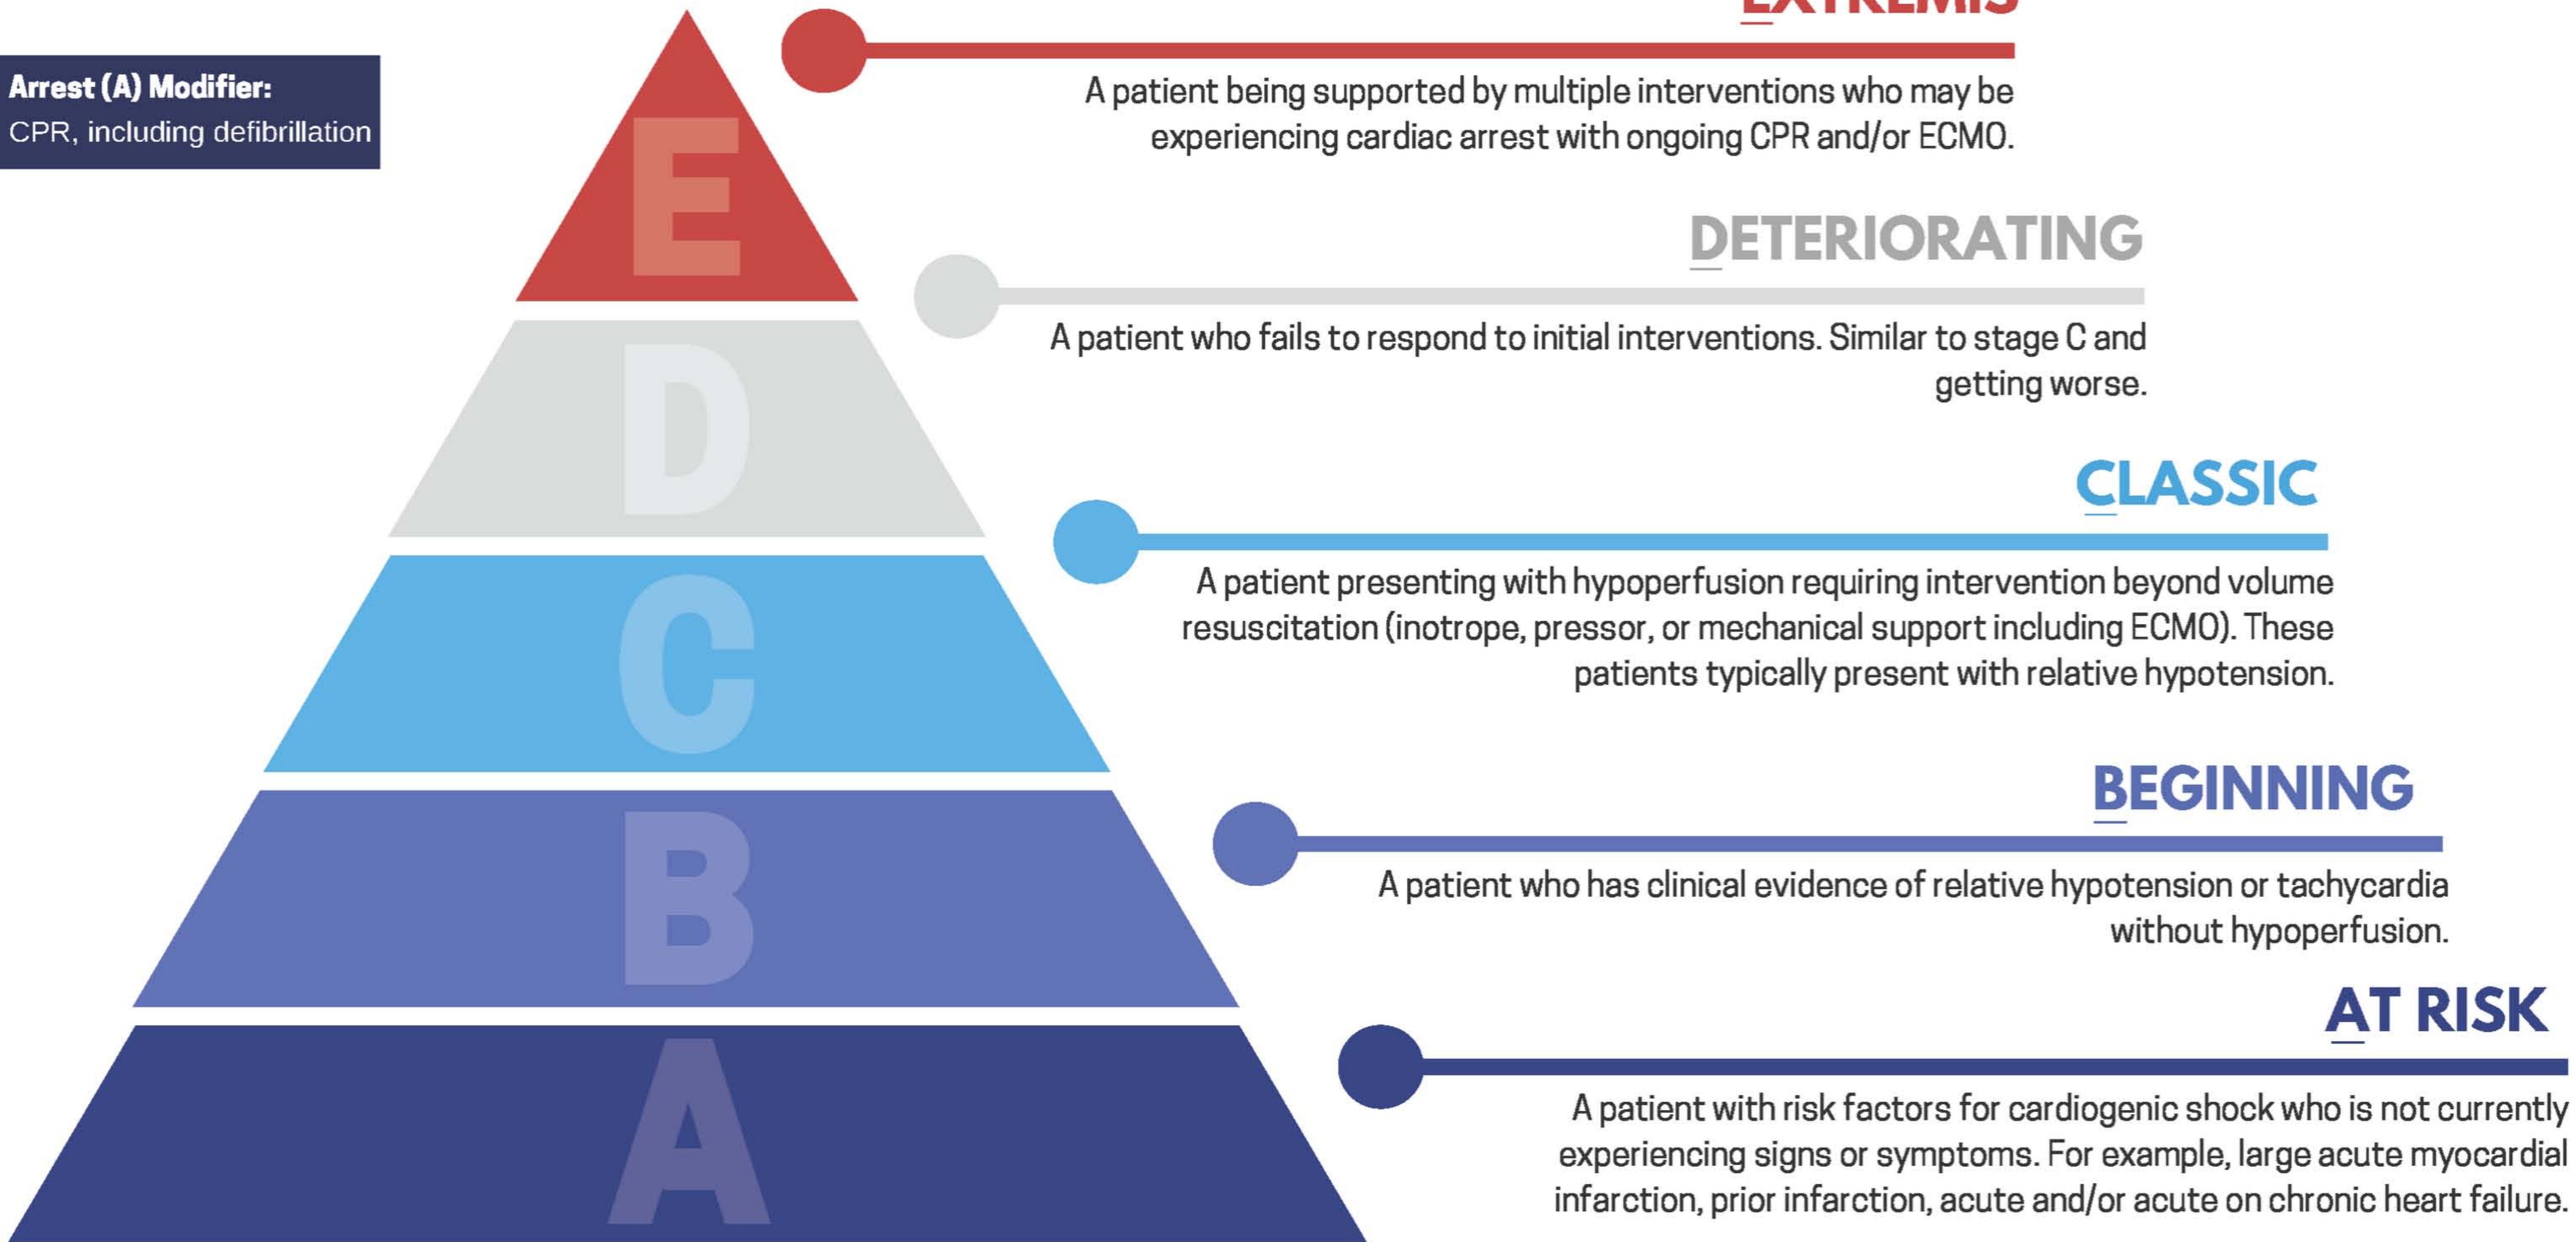 EXTREMIS
Arrest (A) Modifier:
CPR, including defibrillation
A patient being supported by multiple interventions who may be
experiencing cardiac arrest with ongoing CPR and/or ECMO.
E
DETERIORATING
A patient who fails to respond to initial interventions. Similar to stage C and
getting worse.
D
CLASSIC
A patient presenting with hypoperfusion requiring intervention beyond volume
resuscitation (inotrope, pressor, or mechanical support including ECMO). These
patients typically present with relative hypotension.
C
BEGINNING
A patient who has clinical evidence of relative hypotension or tachycardia
without hypoperfusion.
B
AT RISK
A patient with risk factors for cardiogenic shock who is not currently
experiencing signs or symptoms. For example, large acute myocardial
infarction, prior infarction, acute and/or acute on chronic heart failure.
A